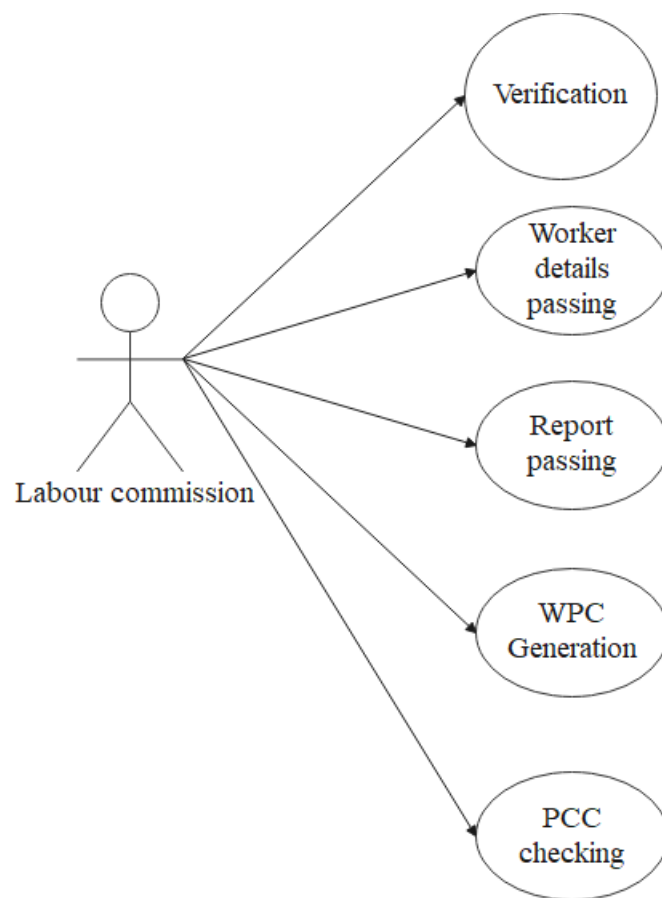 Verification
Worker
details
passing
Report
passing
Labour commission
WPC
Generation
PCC
checking